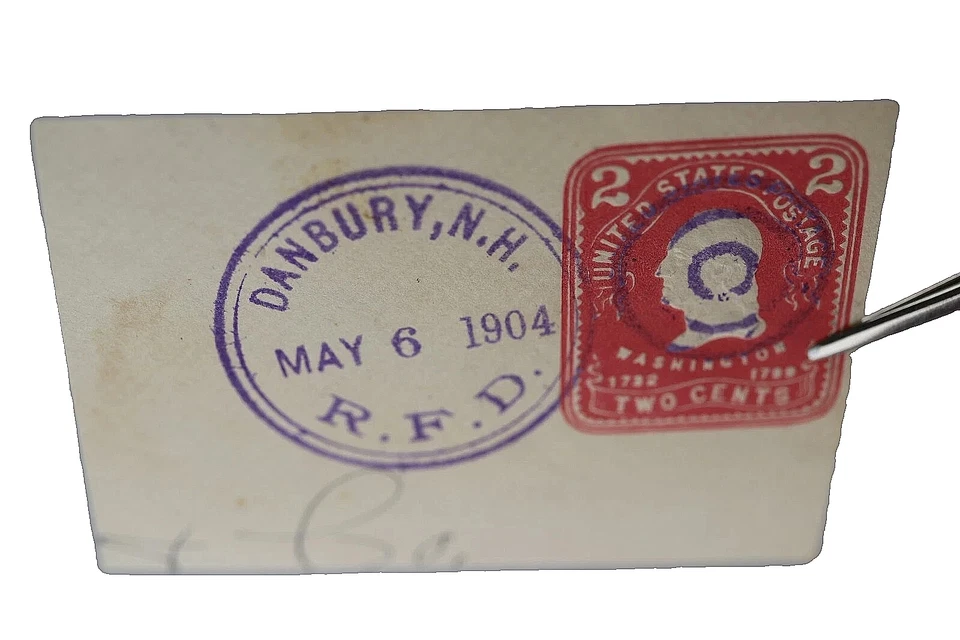 DANBURY, N.H.
MAY 6 1904
R.F.D.
2 2
UNITED STATES POSTAGE
WASHINGTON
1732 1799
TWO CENTS